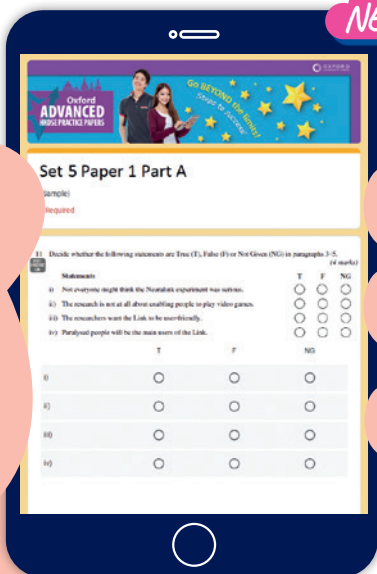 Ne
OXFORD
Oxford
ADVANCED
HKDSE PRACTICE PAPERS
Go BEYOND the limits!
Steps to success!
Set 5 Paper 1 Part A
(Sample)
Required
11 Decide whether the following statements are True (T), False (F) or Not Given (NG) in paragraphs 3-5.
(4 marks)
Statements T F NG
i) Not everyone might think the Neuralink experiment was serious.
ii) The research is not at all about enabling people to play video games.
iii) The researchers want the Link to be user-friendly.
iv) Paralysed people will be the main users of the Link.
T F NG
i)
ii)
iii)
iv)